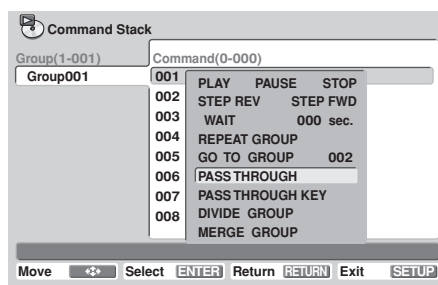 Command Stack
Group(1-001) Command(0-000)
Group001 001
PLAY PAUSE STOP
002 STEP REV STEP FWD
003 WAIT 000 sec.
004 REPEAT GROUP
005 GO TO GROUP 002
006 PASS THROUGH
007 PASS THROUGH KEY
008 DIVIDE GROUP
MERGE GROUP
Move Select ENTER Return RETURN Exit SETUP